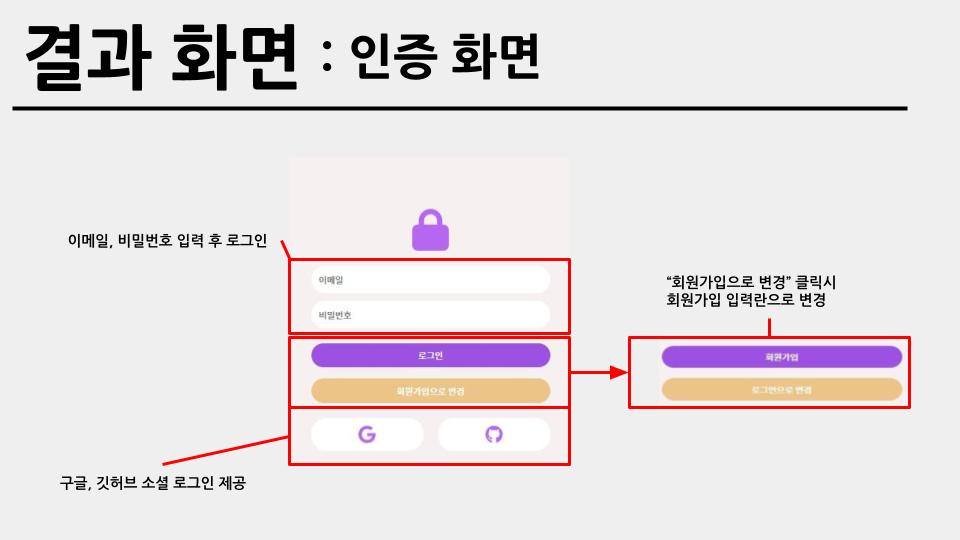 결과 화면 : 인증 화면
이메일, 비밀번호 입력 후 로그인
이메일
비밀번호
로그인
회원가입으로 변경
“회원가입으로 변경” 클릭시
회원가입 입력란으로 변경
회원가입
로그인으로 변경
구글, 깃허브 소셜 로그인 제공